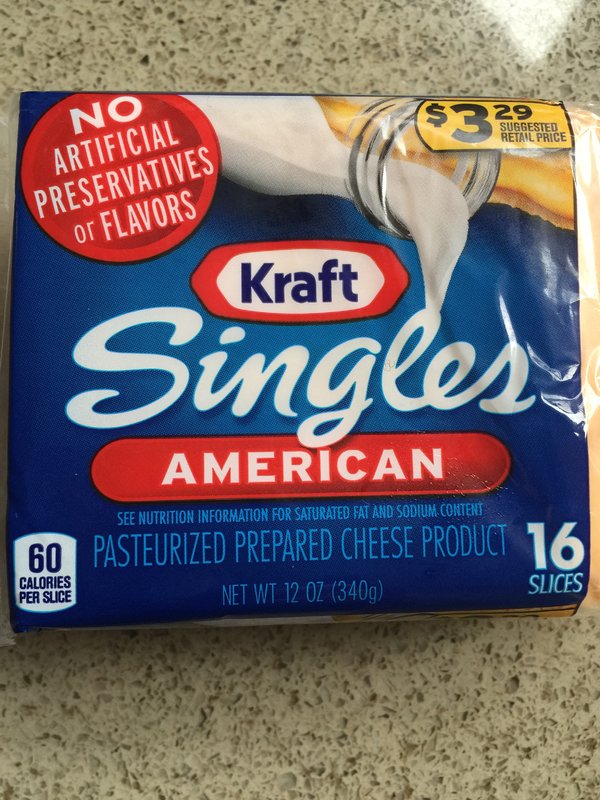 NO
ARTIFICIAL
PRESERVATIVES
or FLAVORS
$3.29
SUGGESTED
RETAIL PRICE
Kraft
Singles
AMERICAN
SEE NUTRITION INFORMATION FOR SATURATED FAT AND SODIUM CONTENT
PASTEURIZED PREPARED CHEESE PRODUCT
NET WT 12 OZ (340g)
60
CALORIES
PER SLICE
16
SLICES